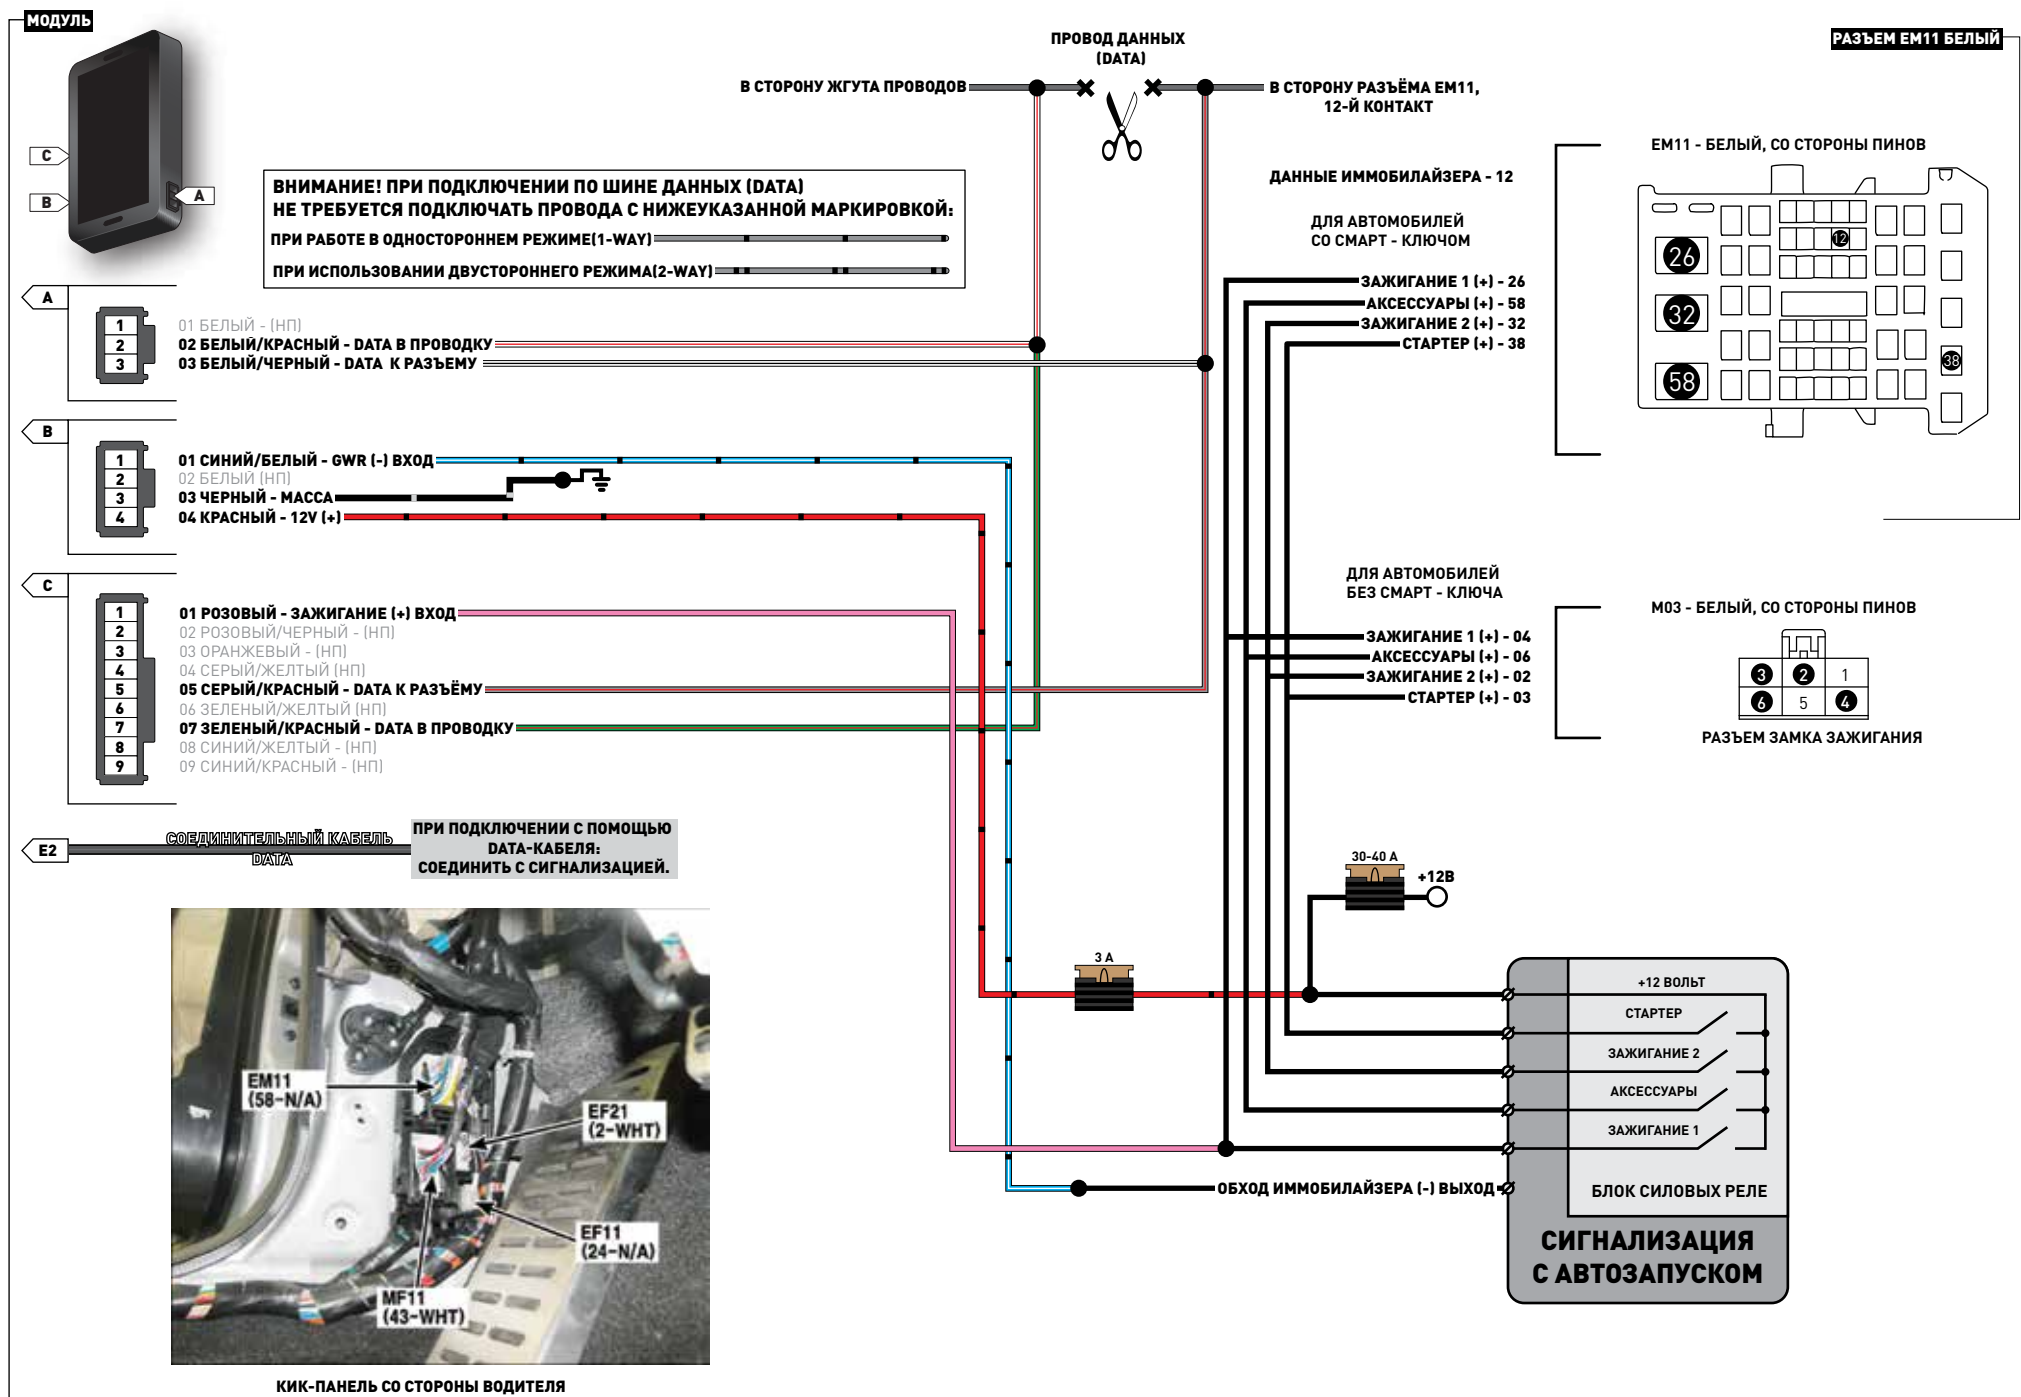 МОДУЛЬ
РАЗЪЕМ EM11 БЕЛЫЙ
C
B
A
ПРОВОД ДАННЫХ
(DATA)
В СТОРОНУ ЖГУТА ПРОВОДОВ
В СТОРОНУ РАЗЪЁМА EM11,
12-Й КОНТАКТ
ВНИМАНИЕ! ПРИ ПОДКЛЮЧЕНИИ ПО ШИНЕ ДАННЫХ (DATA)
НЕ ТРЕБУЕТСЯ ПОДКЛЮЧАТЬ ПРОВОДА С НИЖЕУКАЗАННОЙ МАРКИРОВКОЙ:
ПРИ РАБОТЕ В ОДНОСТОРОННЕМ РЕЖИМЕ(1-WAY)
ПРИ ИСПОЛЬЗОВАНИИ ДВУСТОРОННЕГО РЕЖИМА(2-WAY)
A
1 01 БЕЛЫЙ - (НП)
2 02 БЕЛЫЙ/КРАСНЫЙ - DATA В ПРОВОДКУ
3 03 БЕЛЫЙ/ЧЕРНЫЙ - DATA К РАЗЪЕМУ
B
1 01 СИНИЙ/БЕЛЫЙ - GWR (-) ВХОД
2 02 БЕЛЫЙ (НП)
3 03 ЧЕРНЫЙ - МАССА
4 04 КРАСНЫЙ - 12V (+)
C
1 01 РОЗОВЫЙ - ЗАЖИГАНИЕ (+) ВХОД
2 02 РОЗОВЫЙ/ЧЕРНЫЙ - (НП)
3 03 ОРАНЖЕВЫЙ - (НП)
4 04 СЕРЫЙ/ЖЕЛТЫЙ (НП)
5 05 СЕРЫЙ/КРАСНЫЙ - DATA К РАЗЪЁМУ
6 06 ЗЕЛЕНЫЙ/ЖЕЛТЫЙ (НП)
7 07 ЗЕЛЕНЫЙ/КРАСНЫЙ - DATA В ПРОВОДКУ
8 08 СИНИЙ/ЖЕЛТЫЙ - (НП)
9 09 СИНИЙ/КРАСНЫЙ - (НП)
E2
СОЕДИНИТЕЛЬНЫЙ КАБЕЛЬ
DATA
ПРИ ПОДКЛЮЧЕНИИ С ПОМОЩЬЮ
DATA-КАБЕЛЯ:
СОЕДИНИТЬ С СИГНАЛИЗАЦИЕЙ.
EM11
(58-N/A)
EF21
(2-WHT)
EF11
(24-N/A)
MF11
(43-WHT)
КИК-ПАНЕЛЬ СО СТОРОНЫ ВОДИТЕЛЯ
EM11 - БЕЛЫЙ, СО СТОРОНЫ ПИНОВ
ДАННЫЕ ИММОБИЛАЙЗЕРА - 12
ДЛЯ АВТОМОБИЛЕЙ
СО СМАРТ - КЛЮЧОМ
ЗАЖИГАНИЕ 1 (+) - 26
АКСЕССУАРЫ (+) - 58
ЗАЖИГАНИЕ 2 (+) - 32
СТАРТЕР (+) - 38
12
26
32
38
58
ДЛЯ АВТОМОБИЛЕЙ
БЕЗ СМАРТ - КЛЮЧА
M03 - БЕЛЫЙ, СО СТОРОНЫ ПИНОВ
ЗАЖИГАНИЕ 1 (+) - 04
АКСЕССУАРЫ (+) - 06
ЗАЖИГАНИЕ 2 (+) - 02
СТАРТЕР (+) - 03
3 2 1
6 5 4
РАЗЪЕМ ЗАМКА ЗАЖИГАНИЯ
30-40 A
+12В
3 A
+12 ВОЛЬТ
СТАРТЕР
ЗАЖИГАНИЕ 2
АКСЕССУАРЫ
ЗАЖИГАНИЕ 1
ОБХОД ИММОБИЛАЙЗЕРА (-) ВЫХОД
БЛОК СИЛОВЫХ РЕЛЕ
СИГНАЛИЗАЦИЯ
С АВТОЗАПУСКОМ